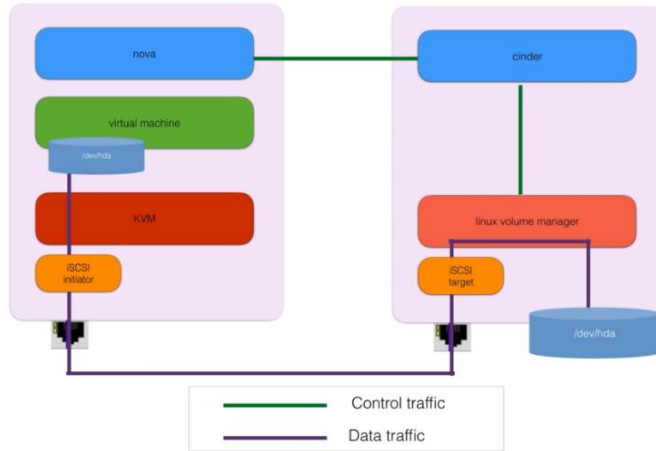 nova
virtual machine
/dev/hda
KVM
iSCSI
initiator
cinder
linux volume manager
iSCSI
target
/dev/hda
Control traffic
Data traffic